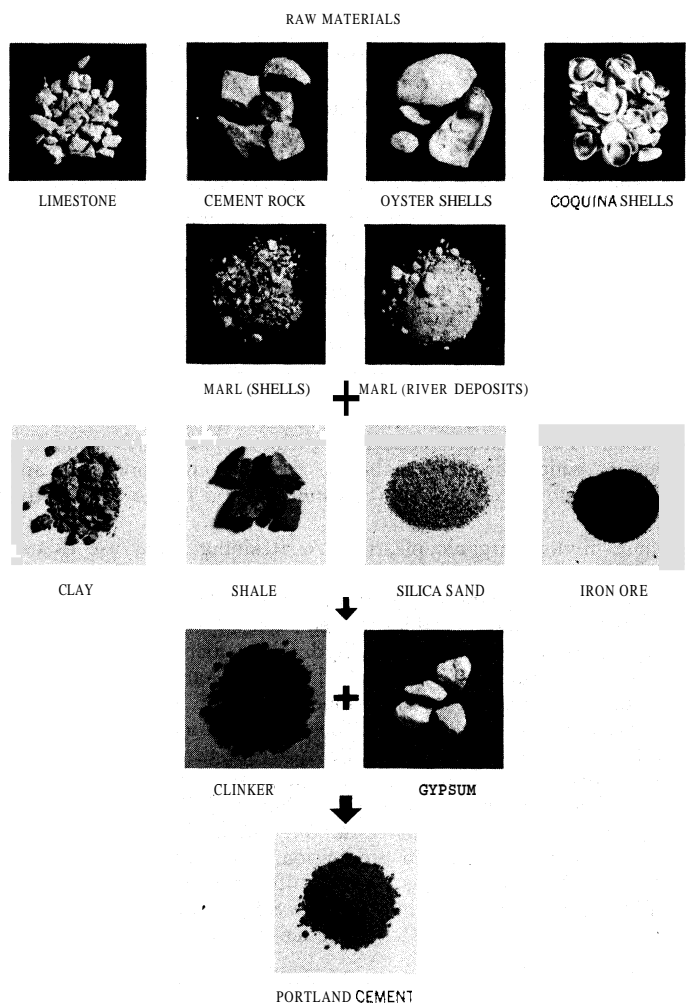 RAW MATERIALS
LIMESTONE CEMENT ROCK OYSTER SHELLS COQUINA SHELLS
MARL (SHELLS) MARL (RIVER DEPOSITS)
CLAY SHALE SILICA SAND IRON ORE
CLINKER GYPSUM
PORTLAND CEMENT